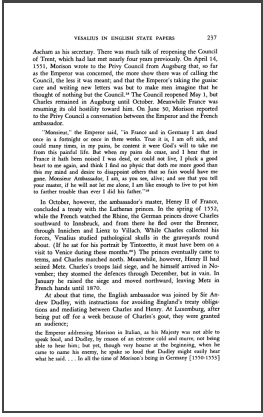 VESALIUS IN ENGLISH STATE PAPERS 237
Ascham as his secretary. There was much talk of reopening the Council
of Trent, which had last met nearly four years previously. On April 14,
1551, Morison wrote to the Privy Council from Augsburg that, so far
as the Emperor was concerned, the more show there was of calling the
Council, the less it was meant; and that the Emperor's taking the guaiac
cure and writing new letters was but to make men imagine that he
thought of nothing but the Council. The Council reopened May 1, but
Charles remained in Augsburg until October. Meanwhile France was
resuming its old hostility toward him. On June 30, Morison reported
to the Privy Council a conversation between the Emperor and the French
ambassador.
"Monsieur," the Emperor said, "in France and in Germany I am dead
once in a fortnight or once in three weeks. True it is, I am oft sick, and
could many times, in my pains, be content it were God's will to take me
from this painful life. But when my pains do cease, and I hear that in
France it hath been noised I was dead, or could not live, I pluck a good
heart to me again, and think I find no physic that doth me more good than
this my mind and desire to disappoint others that so fain would have me
gone. Monsieur Ambassador, I am, as you see, alive; and see that you tell
your master, if he will not let me alone, I am like enough to live to put him
to farther trouble than ever I did his father."
In October, however, the ambassador's master, Henry II of France,
concluded a treaty with the Lutheran princes. In the spring of 1552,
while the French watched the Rhine, the German princes drove Charles
southward to Innsbruck, and from there he fled over the Brenner,
through Innichen and Lienz to Villach. While Charles collected his
forces, Vesalius studied pathological skulls in the graveyards round
about. (If he sat for his portrait by Tintoretto, it must have been on a
visit to Venice during these months.) The princes eventually came to
terms, and Charles marched north. Meanwhile, however, Henry II had
seized Metz. Charles's troops laid siege, and he himself arrived in No-
vember; they stormed the defences through December, but in vain. In
January he raised the siege and moved northward, leaving Metz in
French hands until 1870.
At about that time, the English ambassador was joined by Sir An-
drew Dudley, with instructions for avoiding England's treaty obliga-
tions and mediating between Charles and Henry. At Luxemburg, after
being put off for a week because of Charles's gout, they were granted
an audience;
the Emperor addressing Morison in Italian, as his Majesty was not able to
speak loud, and Dudley, by reason of an extreme cold and murre, not being
able to hear him; but yet, though very hoarse at the beginning, when he
came to name his enemy, he spake so loud that Dudley might easily hear
what he said. . . . In all the time of Morison's being in Germany [1550-1553]